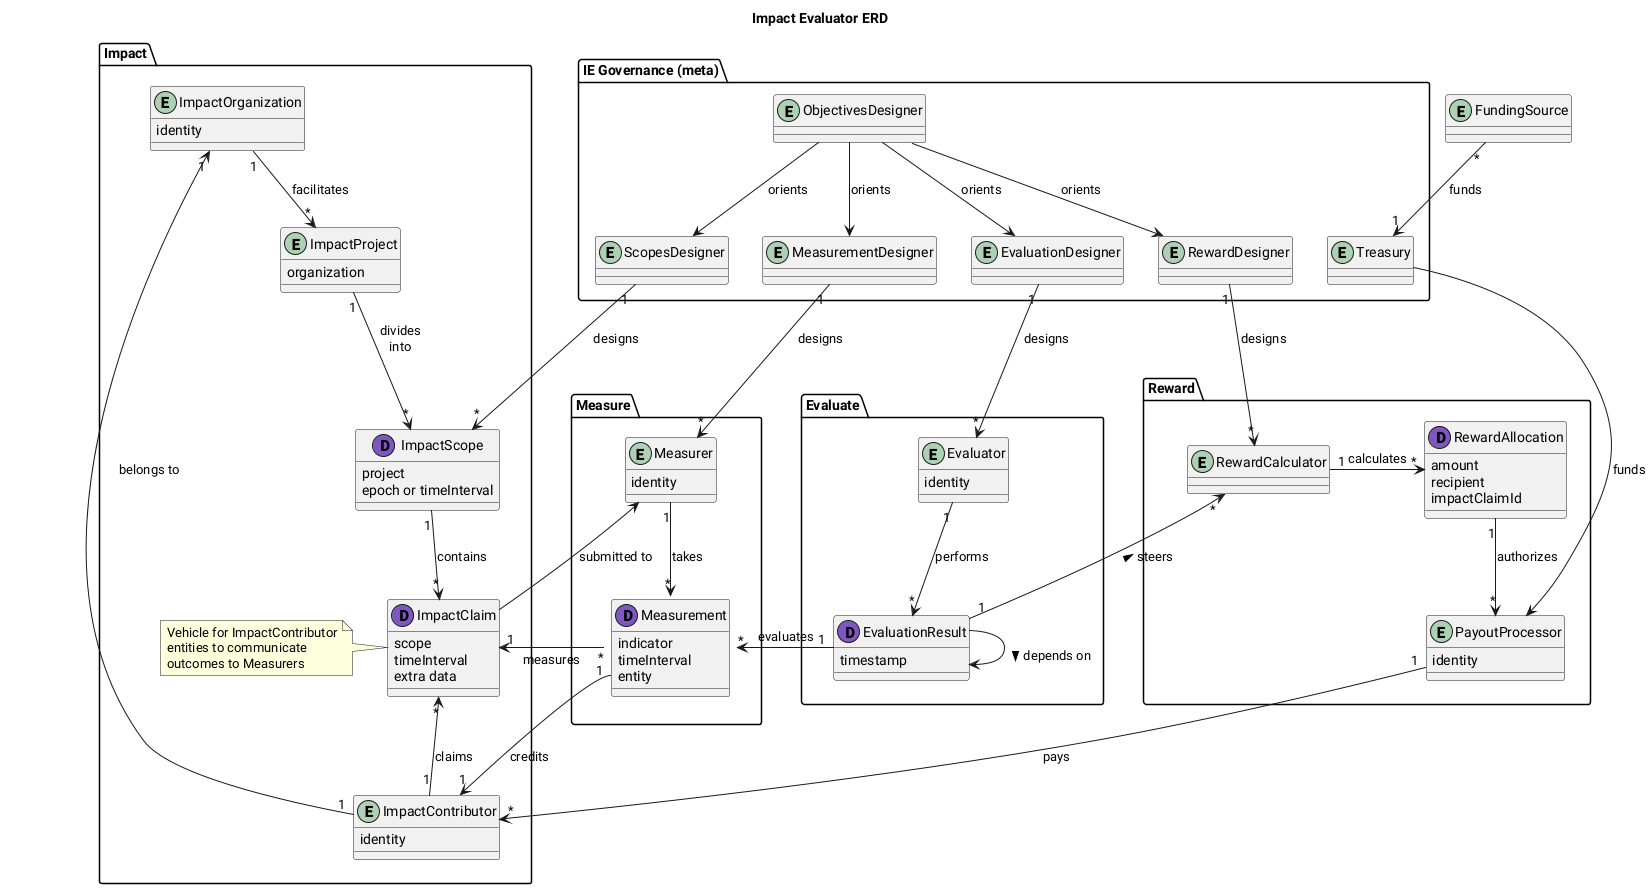 Impact Evaluator ERD
Impact
E ImpactOrganization
identity
1
1
facilitates
*
E ImpactProject
organization
1
divides
into
*
D ImpactScope
project
epoch or timeInterval
1
contains
*
D ImpactClaim
scope
timeInterval
extra data
Vehicle for ImpactContributor
entities to communicate
outcomes to Measurers
*
claims
1
E ImpactContributor
identity
1
belongs to
IE Governance (meta)
E ObjectivesDesigner
orients
orients
orients
orients
E ScopesDesigner
E MeasurementDesigner
E EvaluationDesigner
E RewardDesigner
E Treasury
E FundingSource
*
funds
1
1
designs
*
1
designs
*
1
designs
*
1
designs
*
funds
Measure
E Measurer
identity
submitted to
1
takes
*
D Measurement
indicator
timeInterval
entity
1
measures
*
1
credits
1
Evaluate
E Evaluator
identity
1
performs
*
D EvaluationResult
timestamp
* evaluates 1
depends on
1
steers
*
Reward
E RewardCalculator
1 calculates *
D RewardAllocation
amount
recipient
impactClaimId
1
authorizes
*
E PayoutProcessor
identity
1
pays
*